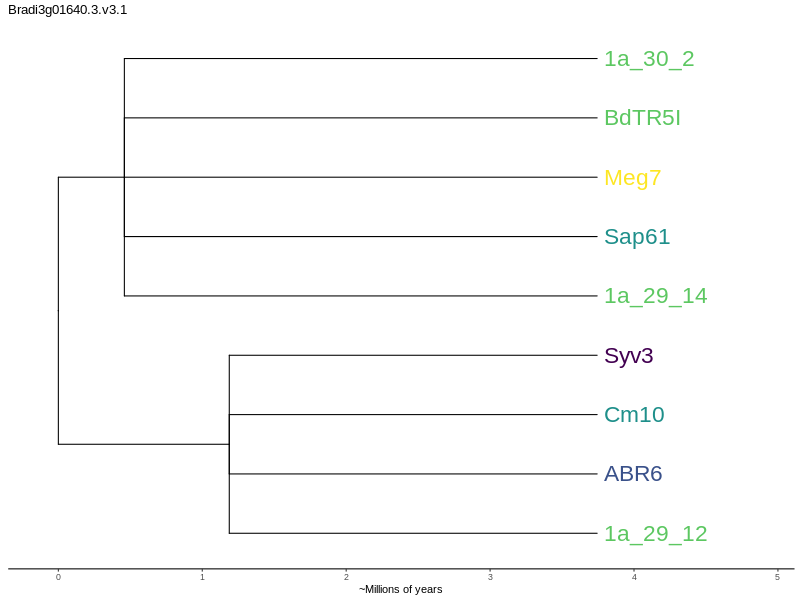 Bradi3g01640.3.v3.1
1a_30_2
BdTR5I
Meg7
Sap61
1a_29_14
Syv3
Cm10
ABR6
1a_29_12
0 1 2 3 4 5
~Millions of years